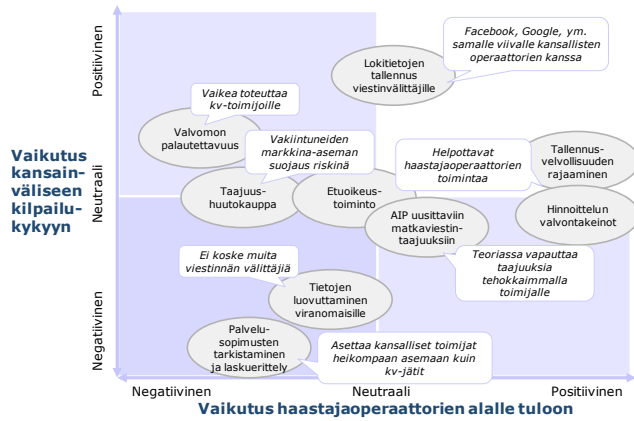 Positiivinen
Neutraali
Negatiivinen
Vaikutus
kansain-
väliseen
kilpailu-
kykyyn
Facebook, Google, ym.
samalle viivalle kansallisten
operaattorien kanssa
Lokitietojen
tallennus
viestinvälittäjille
Vaikea toteuttaa
kv-toimijoille
Valvomon
palautettavuus
Vakiintuneiden
markkina-aseman
suojaus riskinä
Helpottavat
haastajaoperaattorien
toimintaa
Tallennus-
velvollisuuden
rajaaminen
Taajuus-
huutokauppa
Etuoikeus-
toiminto
AIP uusittaviin
matkaviestin-
taajuuksiin
Hinnoittelun
valvontakeinot
Ei koske muita
viestinnän välittäjiä
Teoriassa vapauttaa
taajuuksia
tehokkaimmalla
toimijalle
Tietojen
luovuttaminen
viranomaisille
Palvelu-
sopimusten
tarkistaminen
ja laskuerittely
Asettaa kansalliset toimijat
heikompaan asemaan kuin
kv-jätit
Negatiivinen
Neutraali
Positiivinen
Vaikutus haastajaoperaattorien alalle tuloon